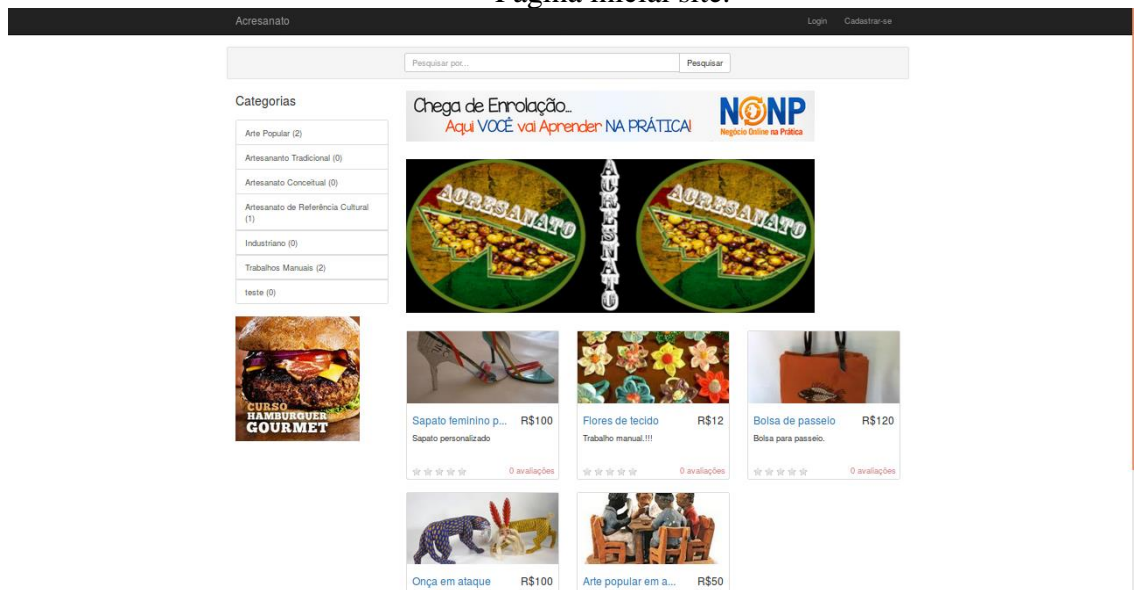 Página inicial site.
Acresanato
Login Cadastrar-se
Pesquisar por... Pesquisar
Categorias
Arte Popular (2)
Artesananto Tradicional (0)
Artesanato Conceitual (0)
Artesanato de Referência Cultural
(1)
Industriano (0)
Trabalhos Manuais (2)
teste (0)
CURSO
HAMBURGUER
GOURMET
Chega de Enrolação...
Aqui VOCÊ vai Aprender NA PRÁTICA!
NONP
Negócio Online na Prática
ACRESANATO
ACRESNATO
ACRESANATO
Sapato feminino p... R$100
Sapato personalizado
0 avaliações
Flores de tecido R$12
Trabalho manual.!!!
0 avaliações
Bolsa de passeio R$120
Bolsa para passeio.
0 avaliações
Onça em ataque R$100
Arte popular em a... R$50